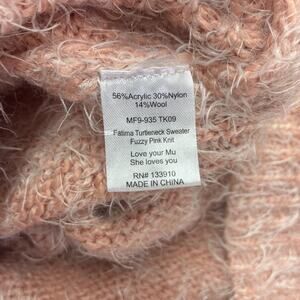 56%Acrylic 30%Nylon
14%Wool
MF9-935 TK09
Fatima Turtleneck Sweater
Fuzzy Pink Knit
Love your Mu
She loves you
RN# 133910
MADE IN CHINA